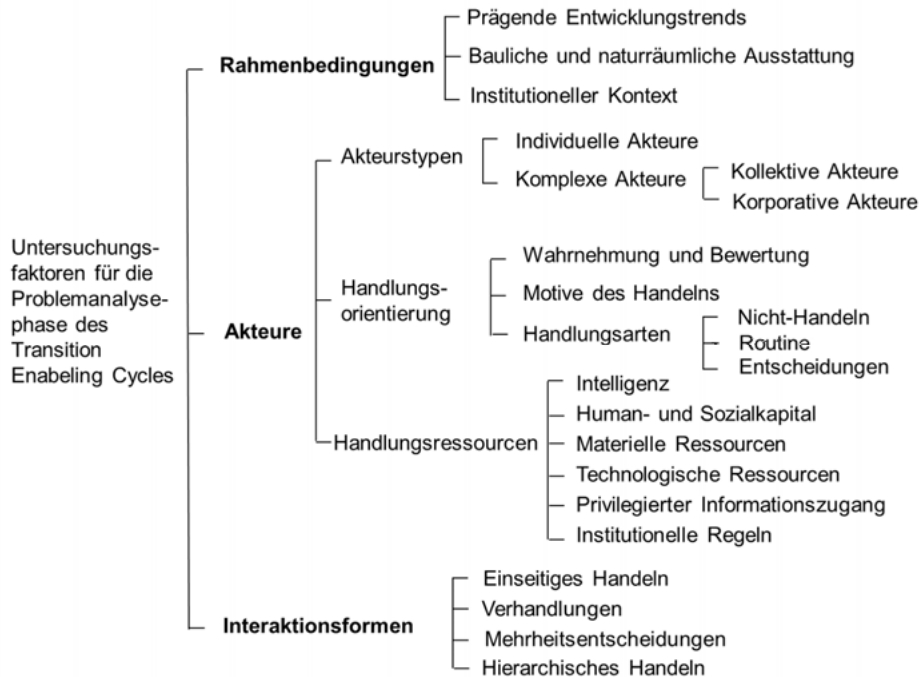 Untersuchungs-
faktoren für die
Problemanalyse-
phase des
Transition
Enabeling Cycles
Rahmenbedingungen
Prägende Entwicklungstrends
Bauliche und naturräumliche Ausstattung
Institutioneller Kontext
Akteure
Akteurstypen
Individuelle Akteure
Komplexe Akteure
Kollektive Akteure
Korporative Akteure
Handlungs-
orientierung
Wahrnehmung und Bewertung
Motive des Handelns
Handlungsarten
Nicht-Handeln
Routine
Entscheidungen
Handlungsressourcen
Intelligenz
Human- und Sozialkapital
Materielle Ressourcen
Technologische Ressourcen
Privilegierter Informationszugang
Institutionelle Regeln
Interaktionsformen
Einseitiges Handeln
Verhandlungen
Mehrheitsentscheidungen
Hierarchisches Handeln